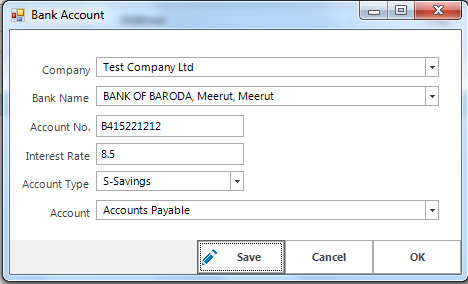 Bank Account
Company Test Company Ltd
Bank Name BANK OF BARODA, Meerut, Meerut
Account No. B415221212
Interest Rate 8.5
Account Type S-Savings
Account Accounts Payable
Save Cancel OK